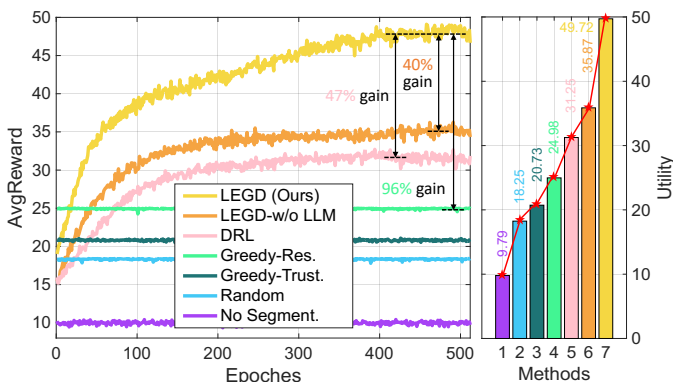 50
45
40
35
30
25
20
15
10
AvgReward
47% gain
40%
gain
96% gain
LEGD (Ours)
LEGD-w/o LLM
DRL
Greedy-Res.
Greedy-Trust.
Random
No Segment.
0 100 200 300 400 500
Epoches
9.79
18.25
20.73
24.98
31.25
35.87
49.72
50
40
30
20
10
0
Utility
1 2 3 4 5 6 7
Methods